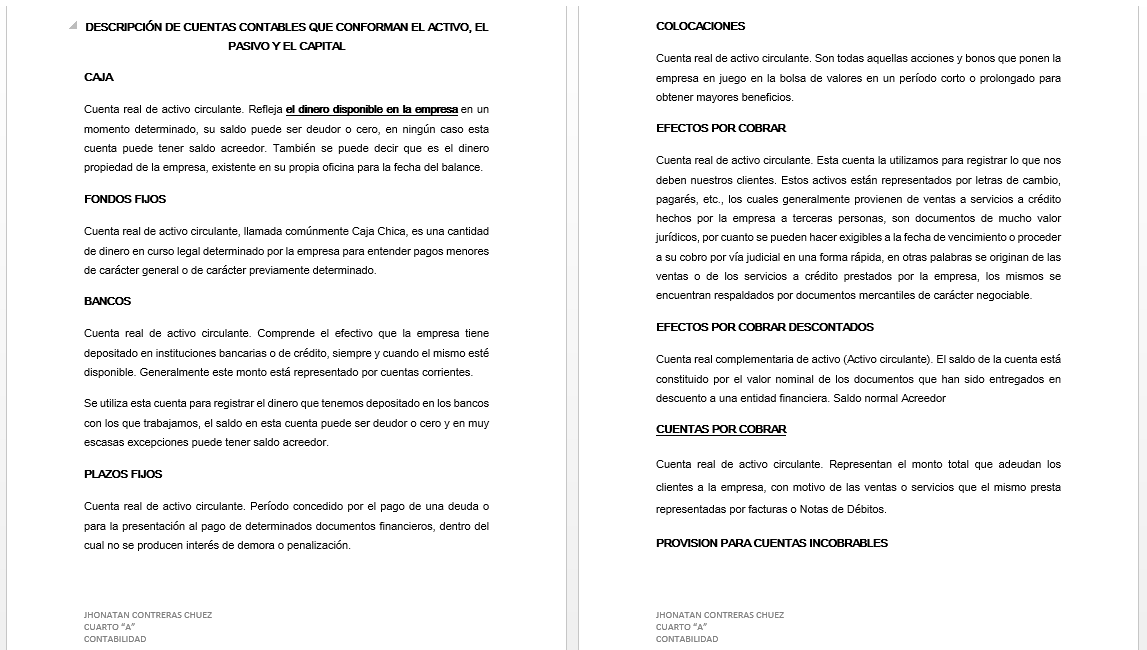 DESCRIPCIÓN DE CUENTAS CONTABLES QUE CONFORMAN EL ACTIVO, EL
PASIVO Y EL CAPITAL
CAJA
Cuenta real de activo circulante. Refleja el dinero disponible en la empresa en un
momento determinado, su saldo puede ser deudor o cero, en ningún caso esta
cuenta puede tener saldo acreedor. También se puede decir que es el dinero
propiedad de la empresa, existente en su propia oficina para la fecha del balance.
FONDOS FIJOS
Cuenta real de activo circulante, llamada comúnmente Caja Chica, es una cantidad
de dinero en curso legal determinado por la empresa para entender pagos menores
de carácter general o de carácter previamente determinado.
BANCOS
Cuenta real de activo circulante. Comprende el efectivo que la empresa tiene
depositado en instituciones bancarias o de crédito, siempre y cuando el mismo esté
disponible. Generalmente este monto está representado por cuentas corrientes.
Se utiliza esta cuenta para registrar el dinero que tenemos depositado en los bancos
con los que trabajamos, el saldo en esta cuenta puede ser deudor o cero y en muy
escasas excepciones puede tener saldo acreedor.
PLAZOS FIJOS
Cuenta real de activo circulante. Período concedido por el pago de una deuda o
para la presentación al pago de determinados documentos financieros, dentro del
cual no se producen interés de demora o penalización.
JHONATAN CONTRERAS CHUEZ
CUARTO “A”
CONTABILIDAD
COLOCACIONES
Cuenta real de activo circulante. Son todas aquellas acciones y bonos que ponen la
empresa en juego en la bolsa de valores en un período corto o prolongado para
obtener mayores beneficios.
EFECTOS POR COBRAR
Cuenta real de activo circulante. Esta cuenta la utilizamos para registrar lo que nos
deben nuestros clientes. Estos activos están representados por letras de cambio,
pagarés, etc., los cuales generalmente provienen de ventas a servicios a crédito
hechos por la empresa a terceras personas, son documentos de mucho valor
jurídicos, por cuanto se pueden hacer exigibles a la fecha de vencimiento o proceder
a su cobro por vía judicial en una forma rápida, en otras palabras se originan de las
ventas o de los servicios a crédito prestados por la empresa, los mismos se
encuentran respaldados por documentos mercantiles de carácter negociable.
EFECTOS POR COBRAR DESCONTADOS
Cuenta real complementaria de activo (Activo circulante). El saldo de la cuenta está
constituido por el valor nominal de los documentos que han sido entregados en
descuento a una entidad financiera. Saldo normal Acreedor
CUENTAS POR COBRAR
Cuenta real de activo circulante. Representan el monto total que adeudan los
clientes a la empresa, con motivo de las ventas o servicios que el mismo presta
representadas por facturas o Notas de Débitos.
PROVISION PARA CUENTAS INCOBRABLES
JHONATAN CONTRERAS CHUEZ
CUARTO “A”
CONTABILIDAD